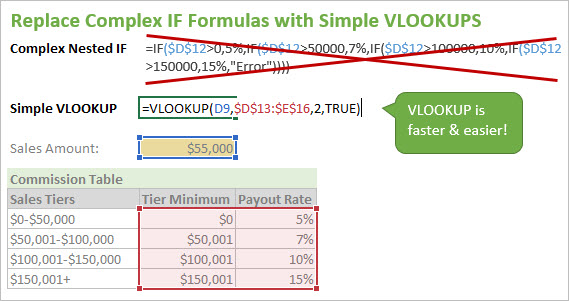 Replace Complex IF Formulas with Simple VLOOKUPS
Complex Nested IF =IF($D$12>0,5%,IF($D$12>50000,7%,IF($D$12>100000,10%,IF($D$12
>150000,15%,"Error"))))
Simple VLOOKUP =VLOOKUP(D9,$D$13:$E$16,2,TRUE)
VLOOKUP is
faster & easier!
Sales Amount: $55,000
Commission Table
Sales Tiers Tier Minimum Payout Rate
$0-$50,000 $0 5%
$50,001-$100,000 $50,001 7%
$100,001-$150,000 $100,001 10%
$150,001+ $150,001 15%